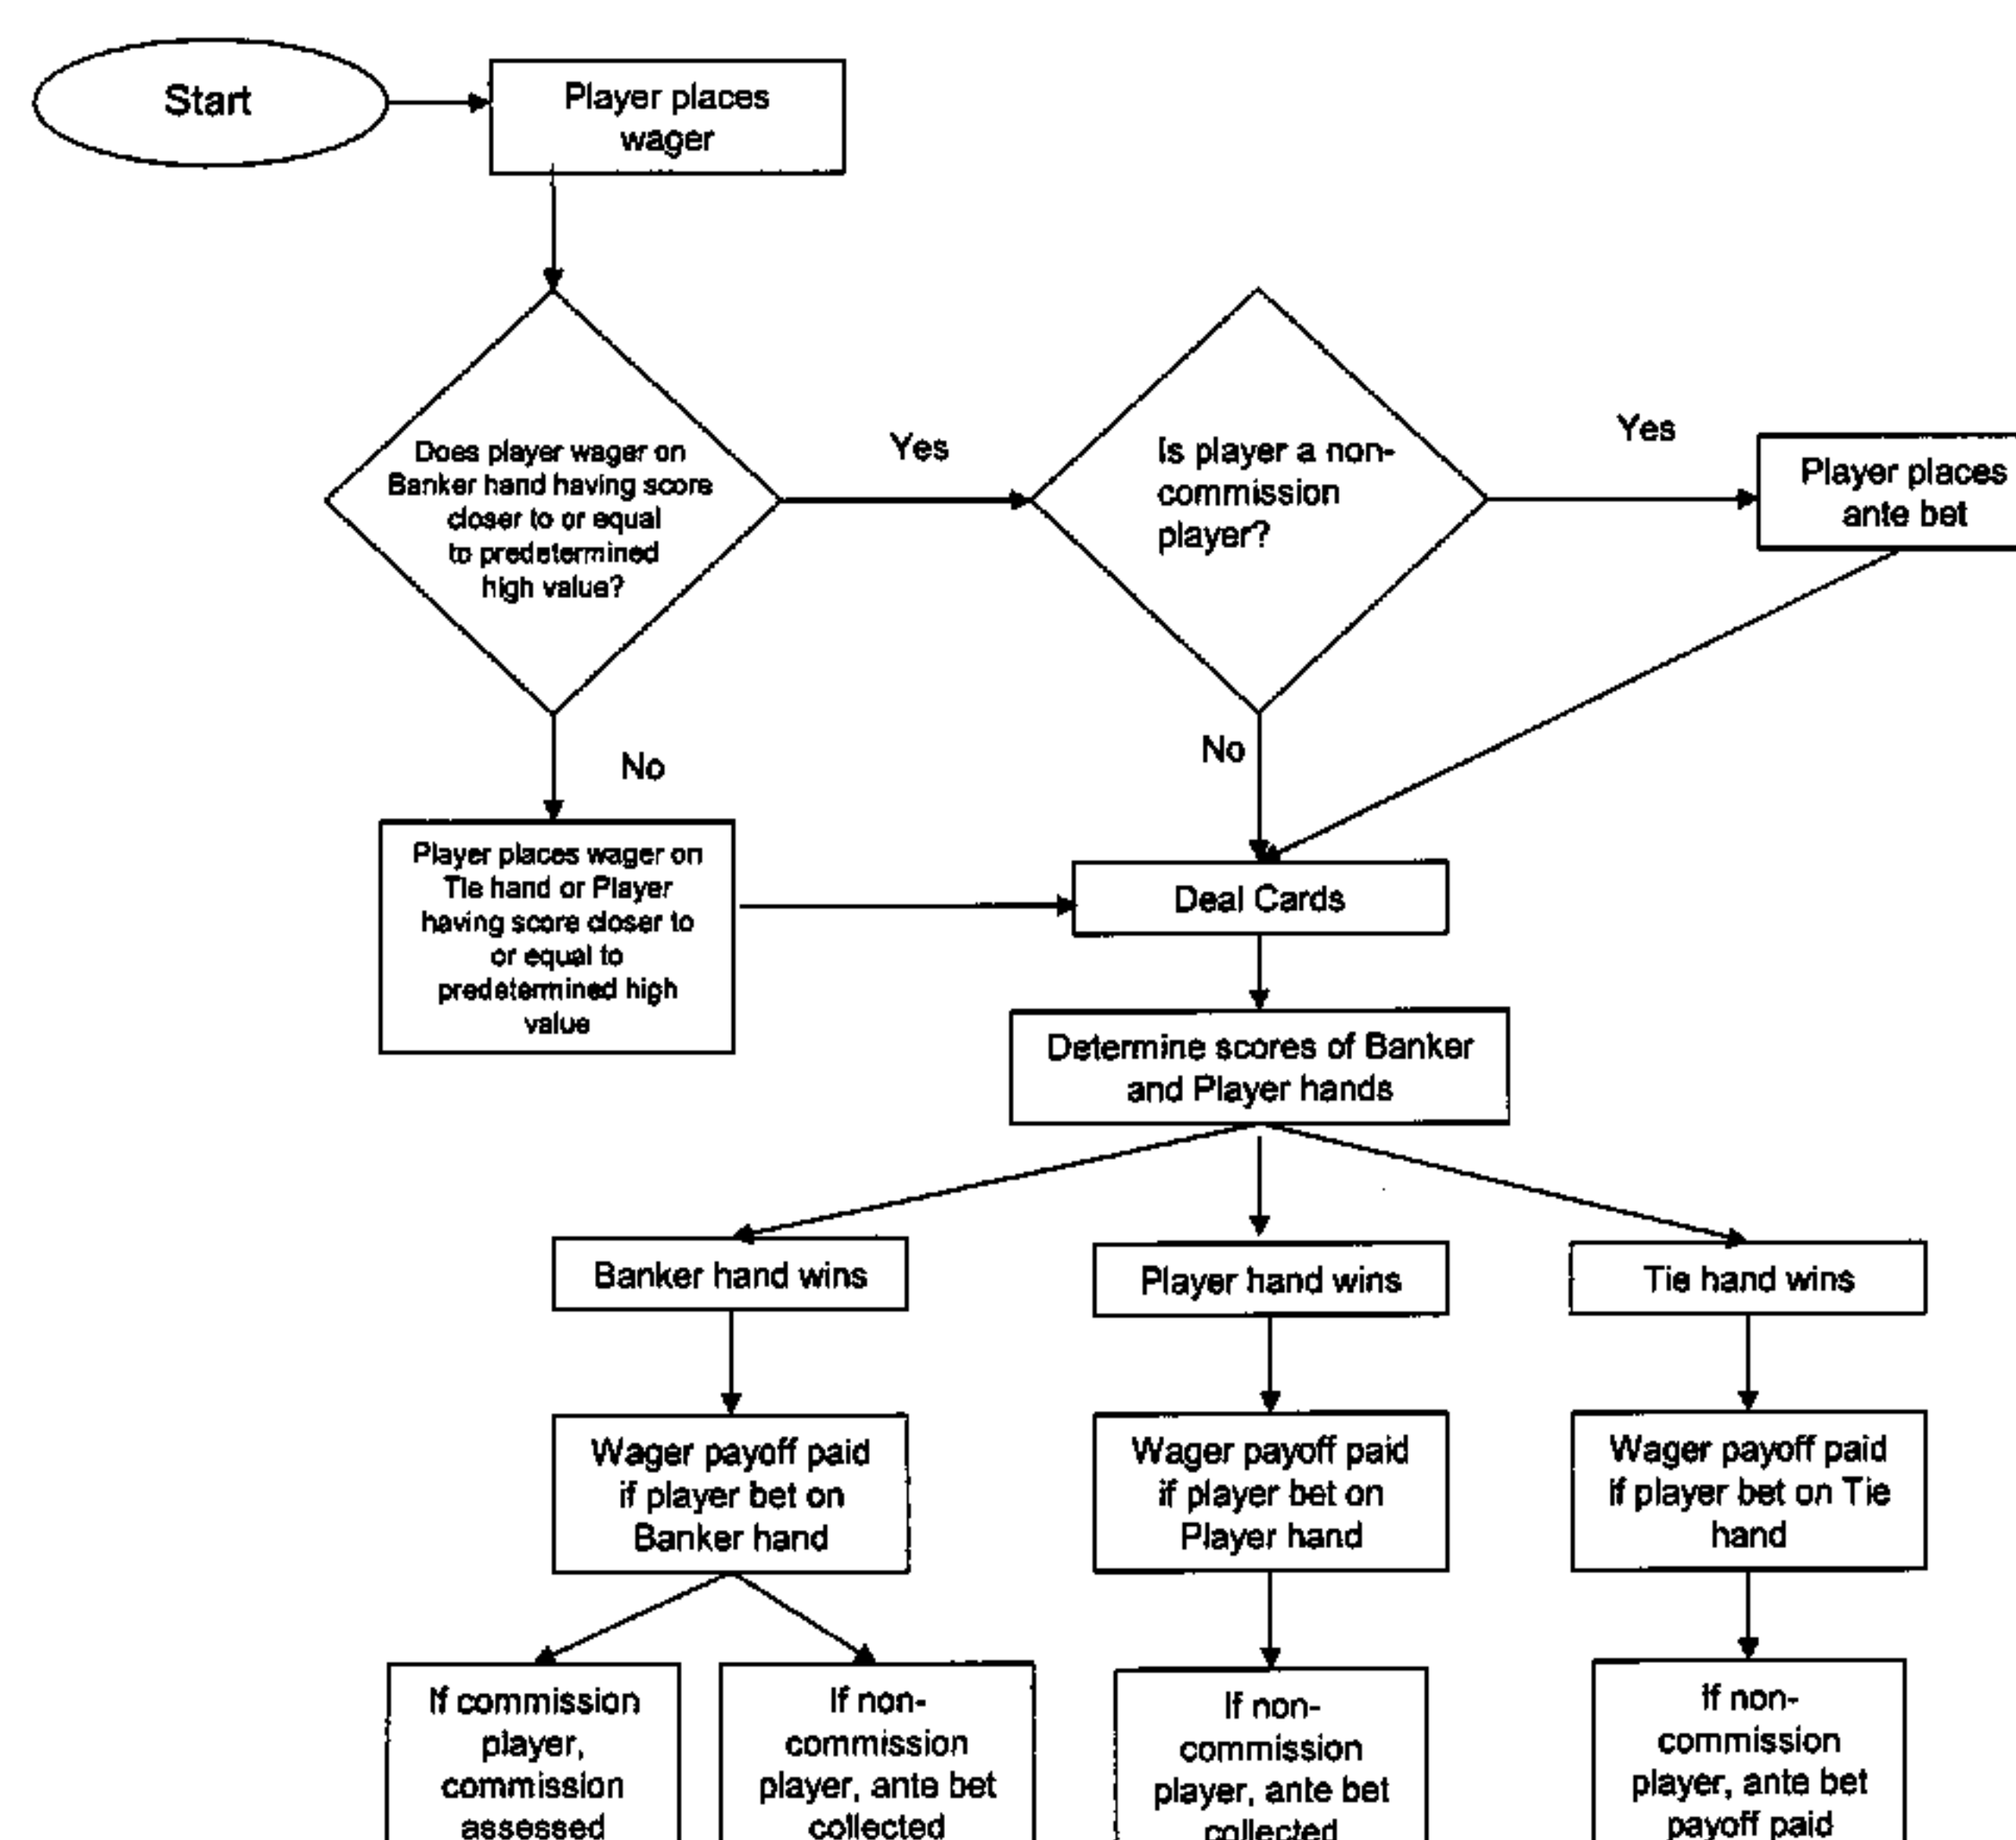 Start
Player places
wager
Does player wager on
Banker hand having score
closer to or equal
to predetermined
high value?
Yes
Is player a non-
commission
player?
Yes
Player places
ante bet
No
No
Player places wager on
Tie hand or Player
having score closer to
or equal to
predetermined high
value
Deal Cards
Determine scores of Banker
and Player hands
Banker hand wins
Player hand wins
Tie hand wins
Wager payoff paid
if player bet on
Banker hand
Wager payoff paid
if player bet on
Player hand
Wager payoff paid
if player bet on Tie
hand
If commission
player,
commission
assessed
If non-
commission
player, ante bet
collected
If non-
commission
player, ante bet
collected
If non-
commission
player, ante bet
payoff paid